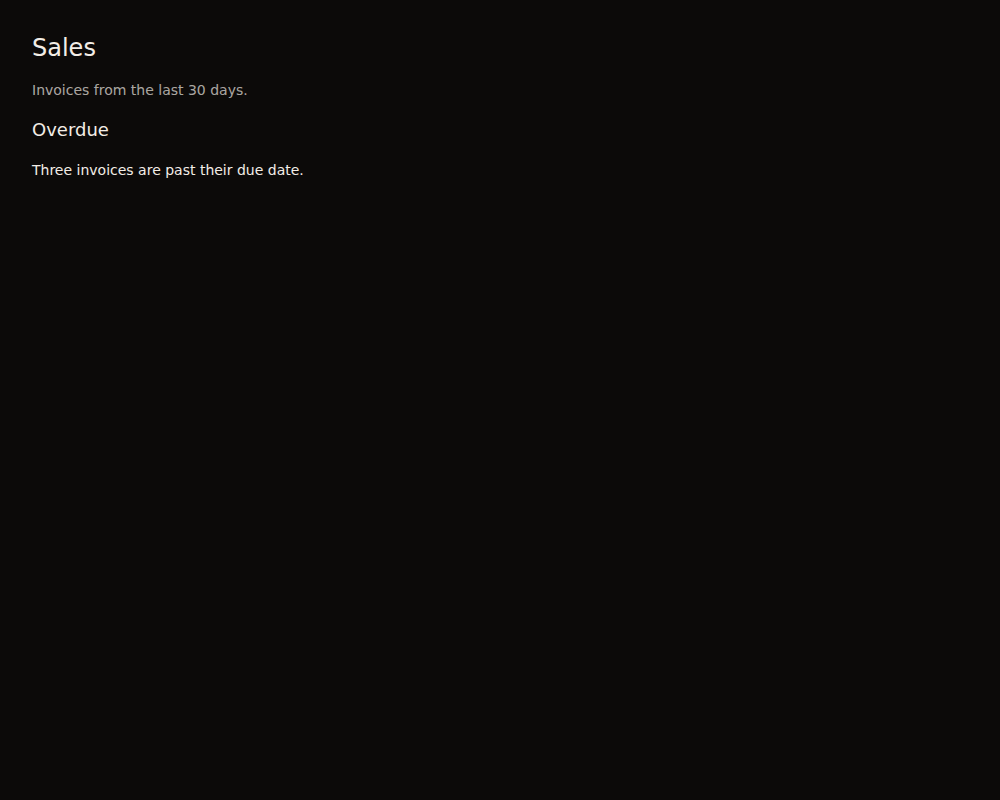 Sales
Invoices from the last 30 days.
Overdue
Three invoices are past their due date.